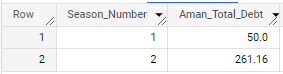 Row Season_Number Aman_Total_Debt
1 1 50.0
2 2 261.16